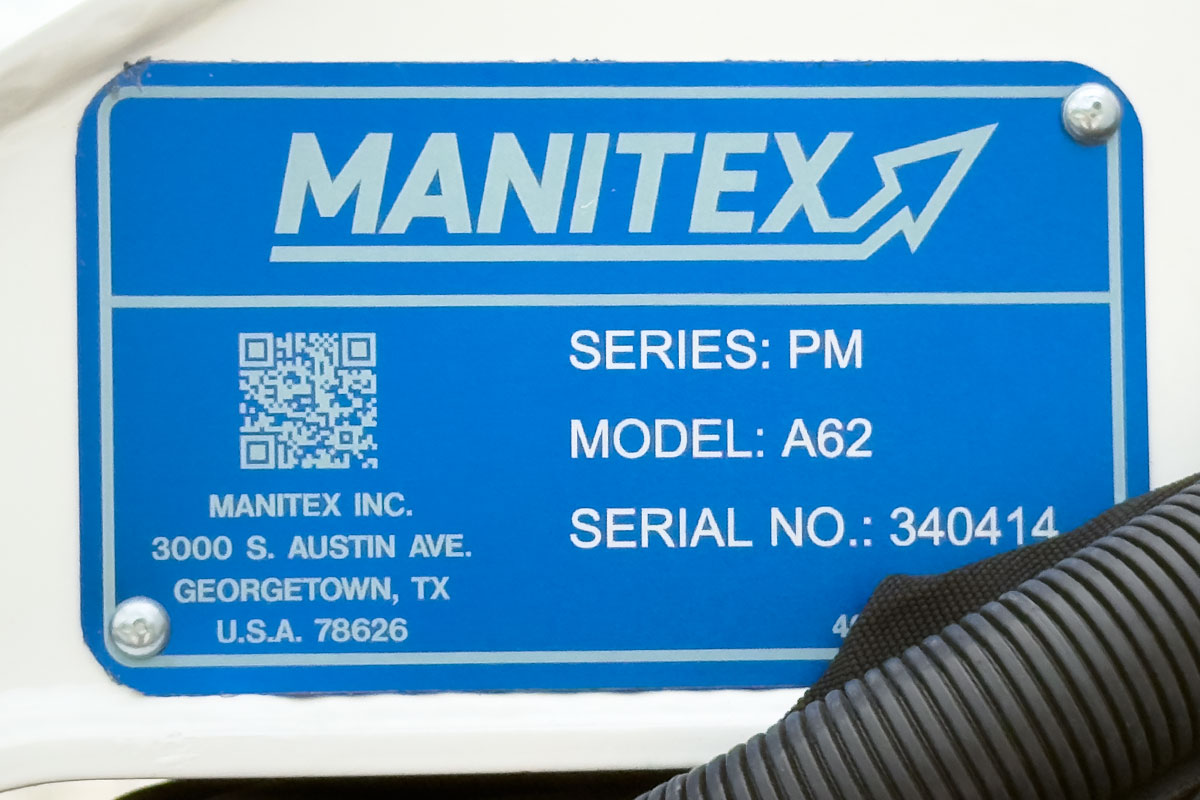 MANITEX
SERIES: PM
MODEL: A62
SERIAL NO.: 340414
MANITEX INC.
3000 S. AUSTIN AVE.
GEORGETOWN, TX
U.S.A. 78626